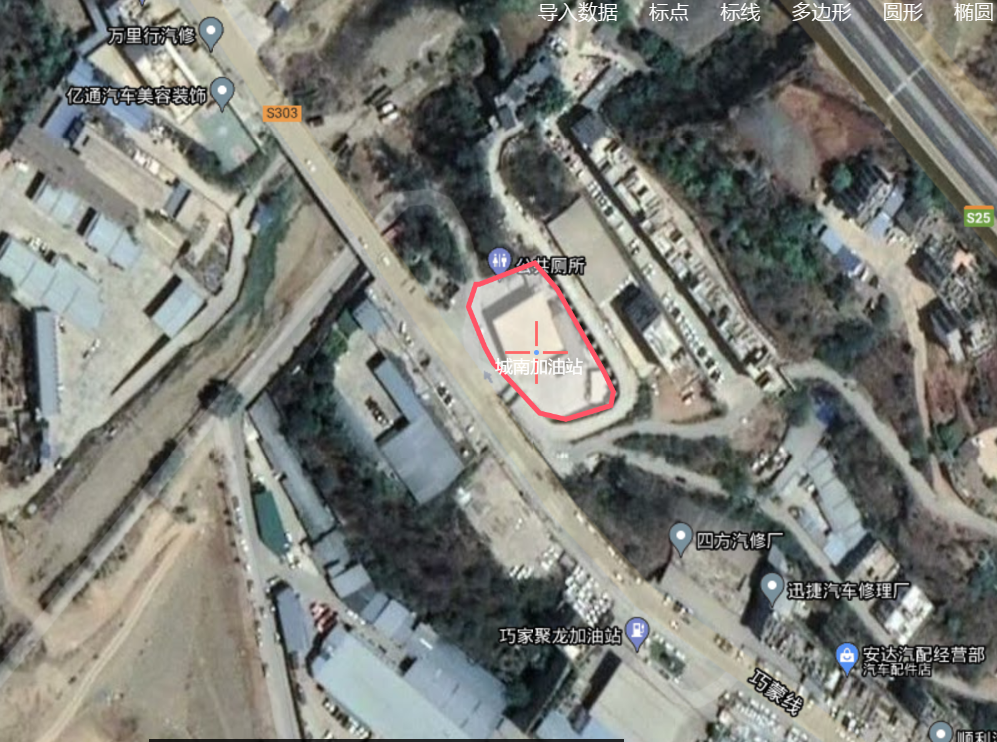 导入数据 标点 标线 多边形 圆形 椭圆
万里行汽修
亿通汽车美容装饰
S303
S25
公共厕所
城南加油站
四方汽修厂
迅捷汽车修理厂
巧家聚龙加油站
安达汽配经营部
汽车配件店
巧蒙线
顺利